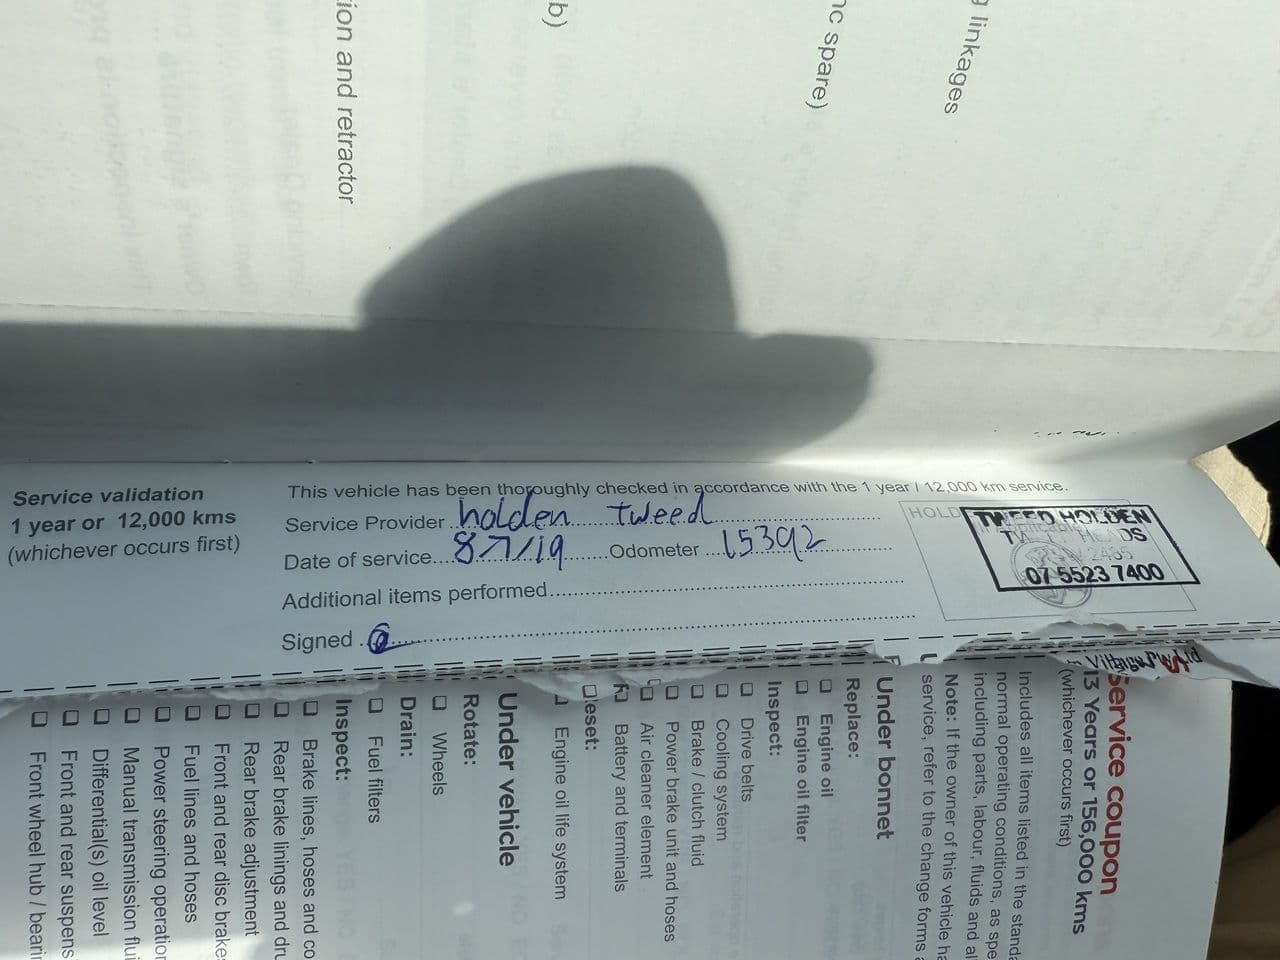 ion and retractor
b)
nc spare)
g linkages
Service validation
1 year or 12,000 kms
(whichever occurs first)
This vehicle has been thoroughly checked in accordance with the 1 year / 12,000 km service.
Service Provider holden tweed
Date of service 8/7/19 Odometer 15392
Additional items performed
Signed
HOLD
TWEED HOLDEN
07 5523 7400
Service coupon
13 Years or 156,000 kms
(whichever occurs first)
Includes all items listed in the standa
normal operating conditions, as spe
including parts, labour, fluids and al
Note: If the owner of this vehicle ha
service, refer to the change forms a
Under bonnet
Replace:
❏ Engine oil
❏ Engine oil filter
Inspect:
❏ Drive belts
❏ Cooling system
❏ Brake / clutch fluid
❏ Power brake unit and hoses
❏ Air cleaner element
❏ Battery and terminals
eset:
❏ Engine oil life system
Under vehicle
Rotate:
❏ Wheels
Drain:
❏ Fuel filters
Inspect:
❏ Brake lines, hoses and co
❏ Rear brake linings and dru
❏ Rear brake adjustment
❏ Front and rear disc brake
❏ Fuel lines and hoses
❏ Power steering operation
❏ Manual transmission flui
❏ Differential(s) oil level
❏ Front and rear suspens
❏ Front wheel hub / beari